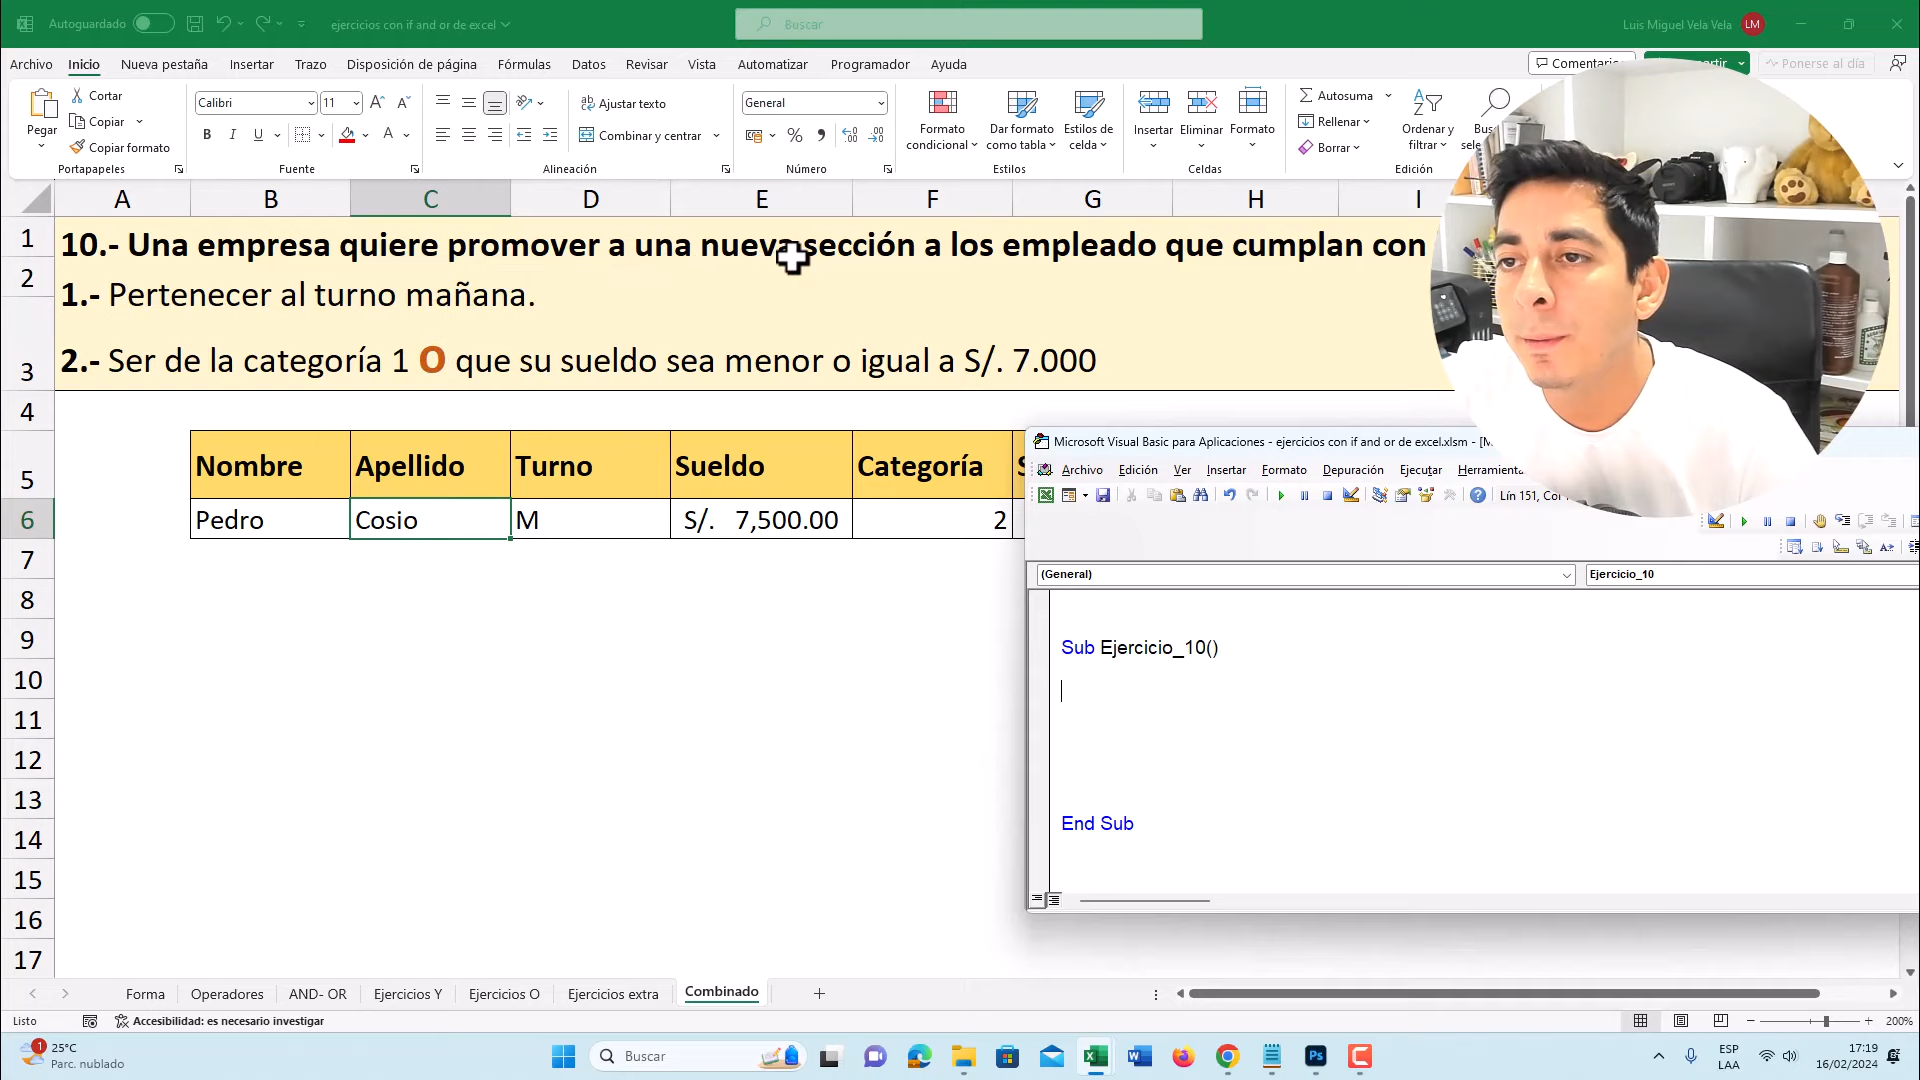 Autoguardado
ejercicios con if and or de excel
Buscar
Luis Miguel Vela Vela
LM
Archivo Inicio Nueva pestaña Insertar Trazo Disposición de página Fórmulas Datos Revisar Vista Automatizar Programador Ayuda
Ponerse al día
Pegar
Cortar
Copiar
Copiar formato
Portapapeles
Calibri
11
N I S
Fuente
Ajustar texto
Combinar y centrar
Alineación
General
Número
Formato condicional
Dar formato como tabla
Estilos de celda
Estilos
Insertar
Eliminar
Formato
Celdas
Autosuma
Rellenar
Borrar
Ordenar y filtrar
Edición
A B C D E F G H I
1 10.- Una empresa quiere promover a una nueva sección a los empleado que cumplan con
2 1.- Pertenecer al turno mañana.
3 2.- Ser de la categoría 1 O que su sueldo sea menor o igual a S/. 7.000
4
5 Nombre Apellido Turno Sueldo Categoría
6 Pedro Cosio M S/. 7,500.00 2
7
8
9
10
11
12
13
14
15
16
17
Microsoft Visual Basic para Aplicaciones - ejercicios con if and or de excel.xlsm -
Archivo Edición Ver Insertar Formato Depuración Ejecutar
Lín 151,
(General)
Ejercicio_10
Sub Ejercicio_10()
End Sub
Forma Operadores AND- OR Ejercicios Y Ejercicios O Ejercicios extra Combinado
Listo
Accesibilidad: es necesario investigar
200%
1
25°C
Parc. nublado
Buscar
ESP
LAA
17:19
16/02/2024